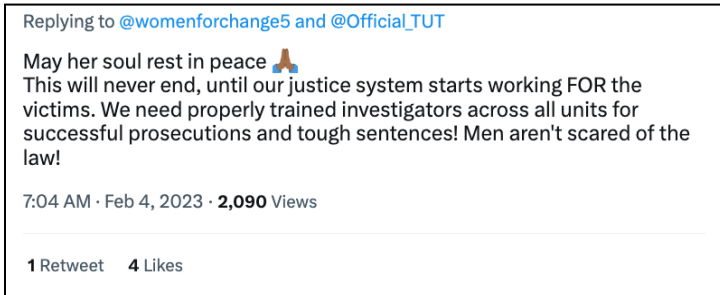 Replying to @womenforchange5 and @Official_TUT
May her soul rest in peace 🙏🏾
This will never end, until our justice system starts working FOR the
victims. We need properly trained investigators across all units for
successful prosecutions and tough sentences! Men aren't scared of the
law!
7:04 AM · Feb 4, 2023 · 2,090 Views
1 Retweet 4 Likes